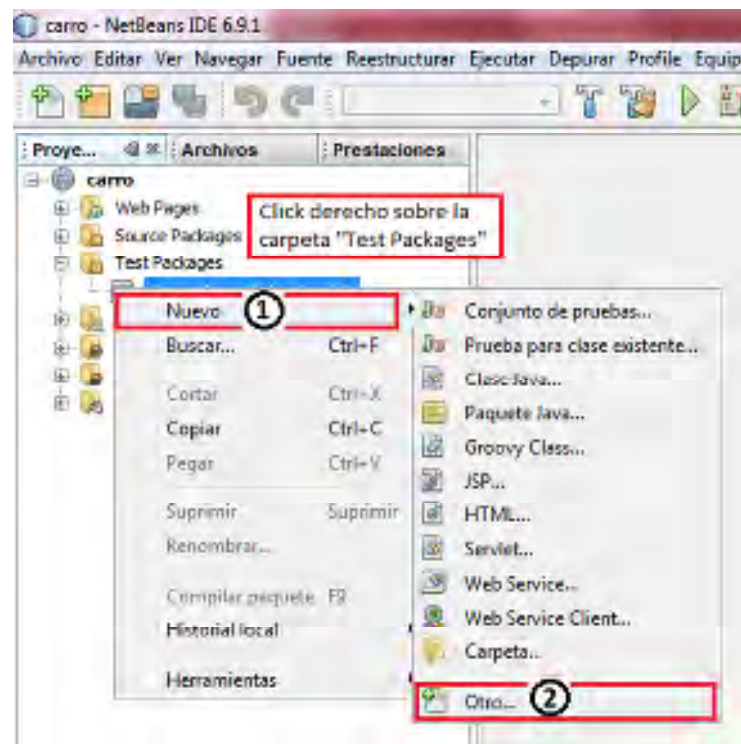 carro - NetBeans IDE 6.9.1
Archivo Editar Ver Navegar Fuente Reestructurar Ejecutar Depurar Profile Equip
Proye... Archivos Prestaciones
carro
Web Pages
Source Packages
Test Packages
Click derecho sobre la
carpeta "Test Packages"
Nuevo 1
Buscar... Ctrl+F
Cortar Ctrl+X
Copiar Ctrl+C
Pegar Ctrl+V
Suprimir Suprimir
Renombrar...
Compilar paquete F9
Historial local
Herramientas
Conjunto de pruebas...
Prueba para clase existente...
Clase Java...
Paquete Java...
Groovy Class...
JSP...
HTML...
Servlet...
Web Service...
Web Service Client...
Carpeta...
Otro... 2